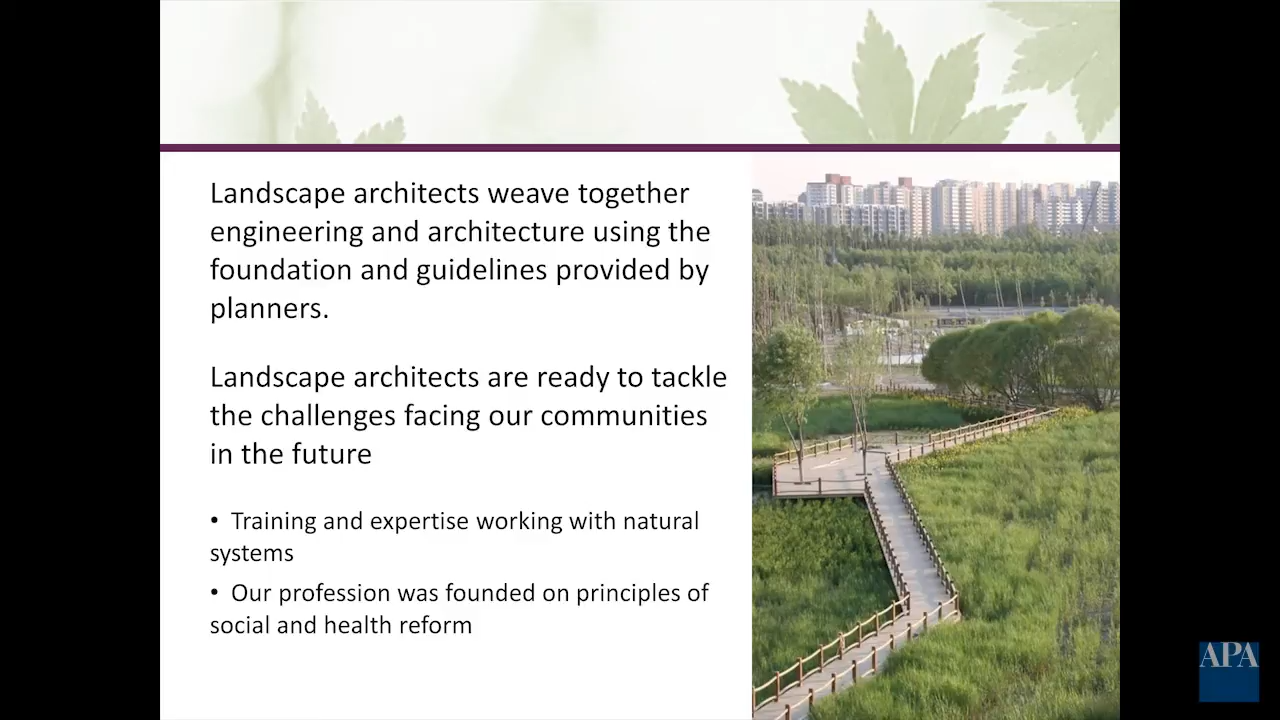 Landscape architects weave together
engineering and architecture using the
foundation and guidelines provided by
planners.
Landscape architects are ready to tackle
the challenges facing our communities
in the future
• Training and expertise working with natural
systems
• Our profession was founded on principles of
social and health reform
APA